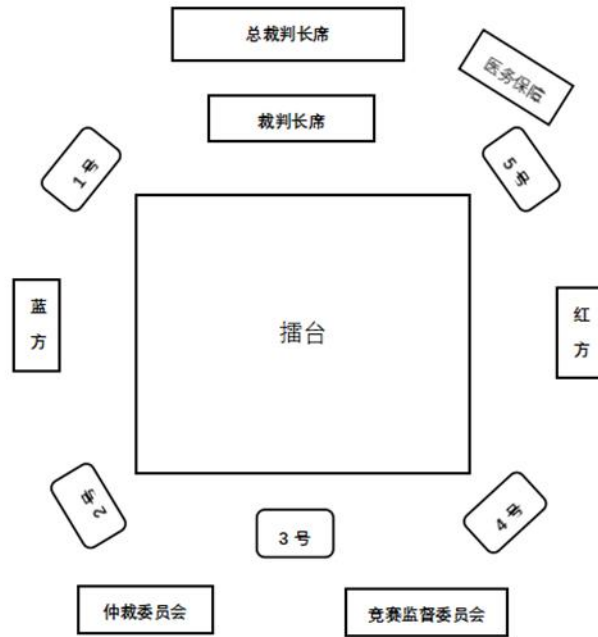 总裁判长席
医务保障
裁判长席
1号
5号
蓝方
擂台
红方
2号
3号
4号
仲裁委员会
竞赛监督委员会